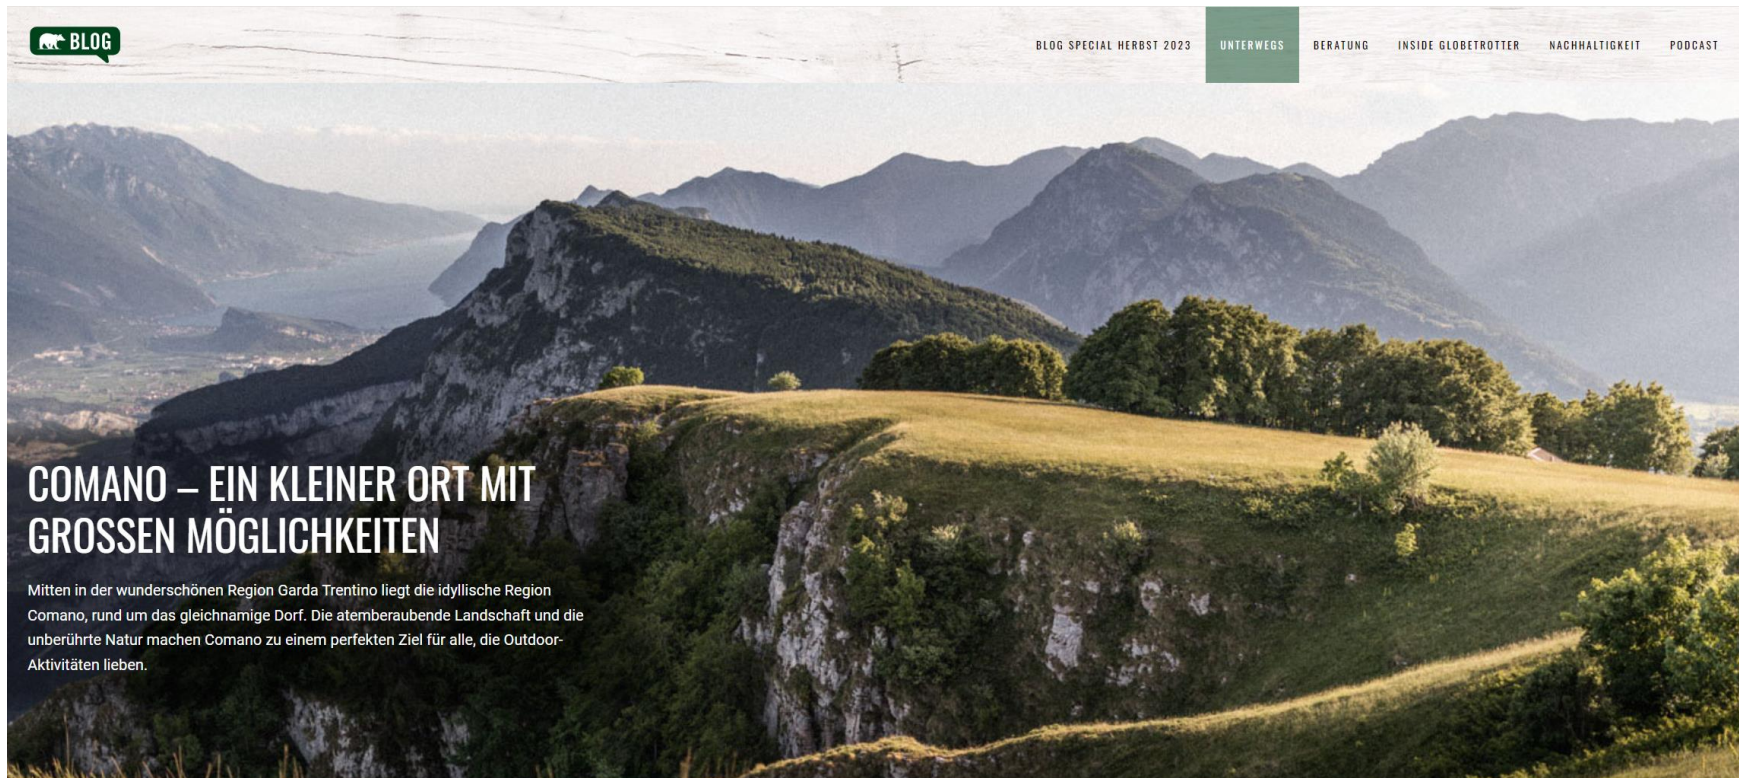 BLOG
BLOG SPECIAL HERBST 2023
UNTERWEGS
BERATUNG
INSIDE GLOBETROTTER
NACHHALTIGKEIT
PODCAST
COMANO – EIN KLEINER ORT MIT
GROSSEN MÖGLICHKEITEN
Mitten in der wunderschönen Region Garda Trentino liegt die idyllische Region
Comano, rund um das gleichnamige Dorf. Die atemberaubende Landschaft und die
unberührte Natur machen Comano zu einem perfekten Ziel für alle, die Outdoor-
Aktivitäten lieben.